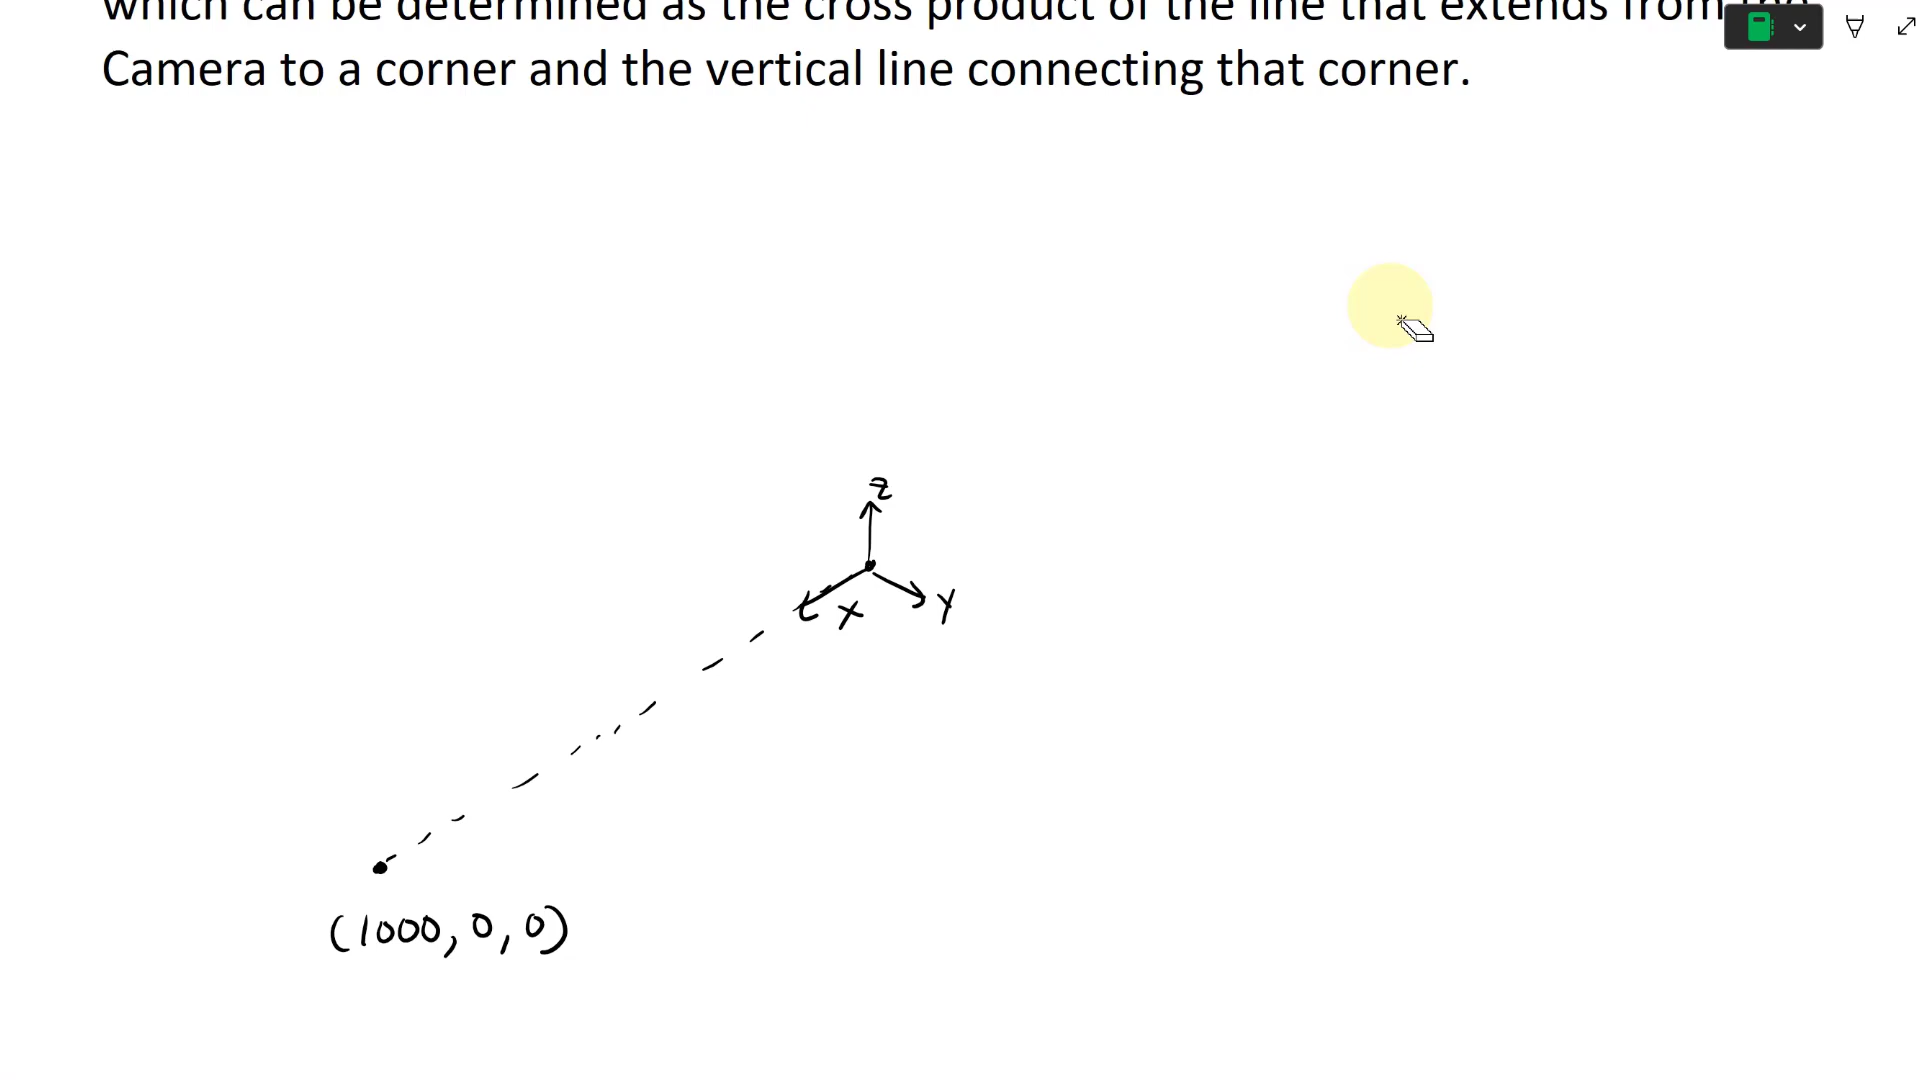 which can be determined as the cross product of the line that extends from the
Camera to a corner and the vertical line connecting that corner.
z
x
y
(1000, 0, 0)